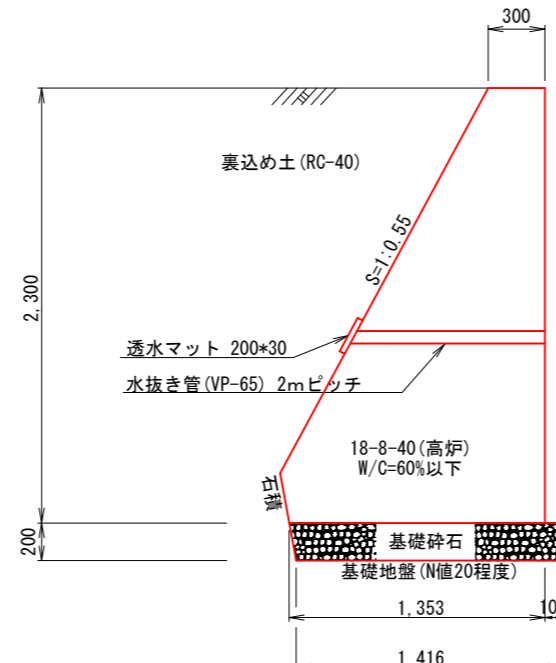 300
裏込め土(RC-40)
S=1:0.55
2,300
透水マット 200*30
水抜き管(VP-65) 2mピッチ
18-8-40(高炉)
W/C=60%以下
石積
200
基礎砕石
基礎地盤(N値20程度)
1,353
10
1,416